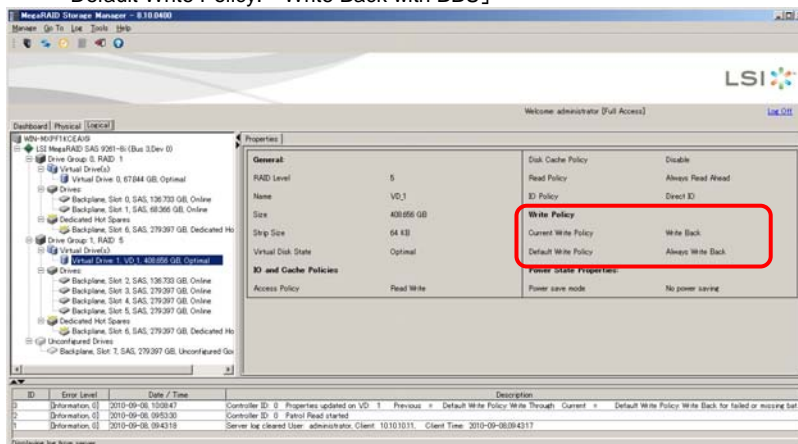 Default Write Policy: Write Back with BBU]
MegaRAID Storage Manager - 8.10.0400
Manage Go To Log Tools Help
LSI
Welcome administrator [Full Access]
Log Off
Dashboard Physical Logical
LSI MegaRAID SAS 9261-8i (Bus 3,Dev 0)
Drive Group 0, RAID 1
Virtual Drive(s)
Virtual Drive 0, 67.844 GB, Optimal
Drives
Backplane, Slot 0, SAS, 136.733 GB, Online
Backplane, Slot 1, SAS, 68.366 GB, Online
Dedicated Hot Spares
Backplane, Slot 6, SAS, 279.397 GB, Dedicated Ho
Drive Group 1, RAID 5
Virtual Drive(s)
Virtual Drive 1, VD_1, 408.656 GB, Optimal
Drives
Backplane, Slot 2, SAS, 136.733 GB, Online
Backplane, Slot 3, SAS, 279.397 GB, Online
Backplane, Slot 4, SAS, 279.397 GB, Online
Backplane, Slot 5, SAS, 279.397 GB, Online
Dedicated Hot Spares
Backplane, Slot 6, SAS, 279.397 GB, Dedicated Ho
Unconfigured Drives
Backplane, Slot 7, SAS, 279.397 GB, Unconfigured Goo
Properties
General:
RAID Level 5
Name VD_1
Size 408.656 GB
Strip Size 64 KB
Virtual Disk State Optimal
IO and Cache Policies
Access Policy Read Write
Disk Cache Policy Disable
Read Policy Always Read Ahead
IO Policy Direct IO
Write Policy
Current Write Policy Write Back
Default Write Policy Always Write Back
Power State Properties:
Power save mode No power saving
ID Error Level Date / Time Description
[Information, 0] 2010-09-08, 10:08:47 Controller ID: 0 Properties updated on VD: 1 Previous = Default Write Policy Write Through Current = Default Write Policy: Write Back for failed or missing bat
2 [Information, 0] 2010-09-08, 09:53:00 Controller ID: 0 Patrol Read started
[Information, 0] 2010-09-08, 09:43:18 Server log cleared User: administrator, Client: 10.10.10.11, Client Time: 2010-09-08,09:43:17
Displaying log from server